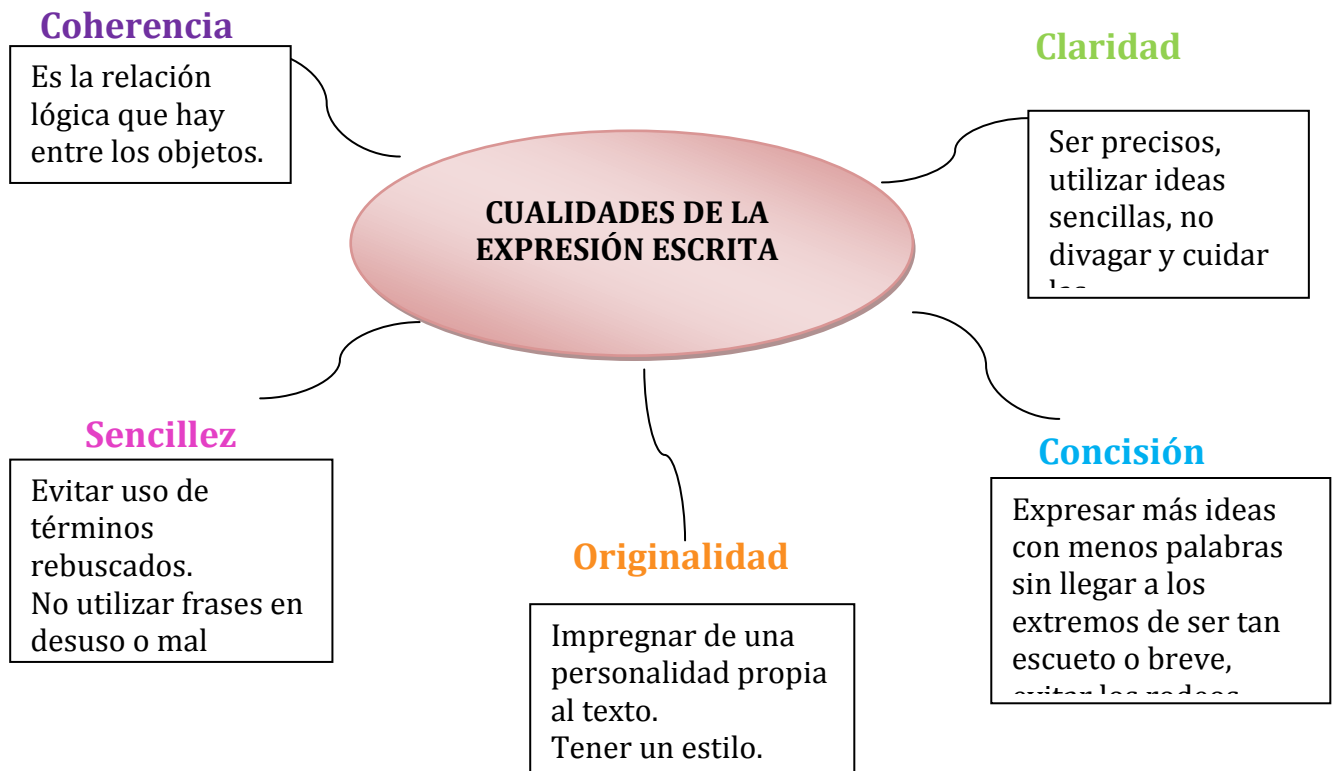 Coherencia
Es la relación
lógica que hay
entre los objetos.
Claridad
Ser precisos,
utilizar ideas
sencillas, no
divagar y cuidar
CUALIDADES DE LA
EXPRESIÓN ESCRITA
Sencillez
Evitar uso de
términos
rebuscados.
No utilizar frases en
desuso o mal
Originalidad
Impregnar de una
personalidad propia
al texto.
Tener un estilo.
Concisión
Expresar más ideas
con menos palabras
sin llegar a los
extremos de ser tan
escueto o breve,
evitar los rodeos